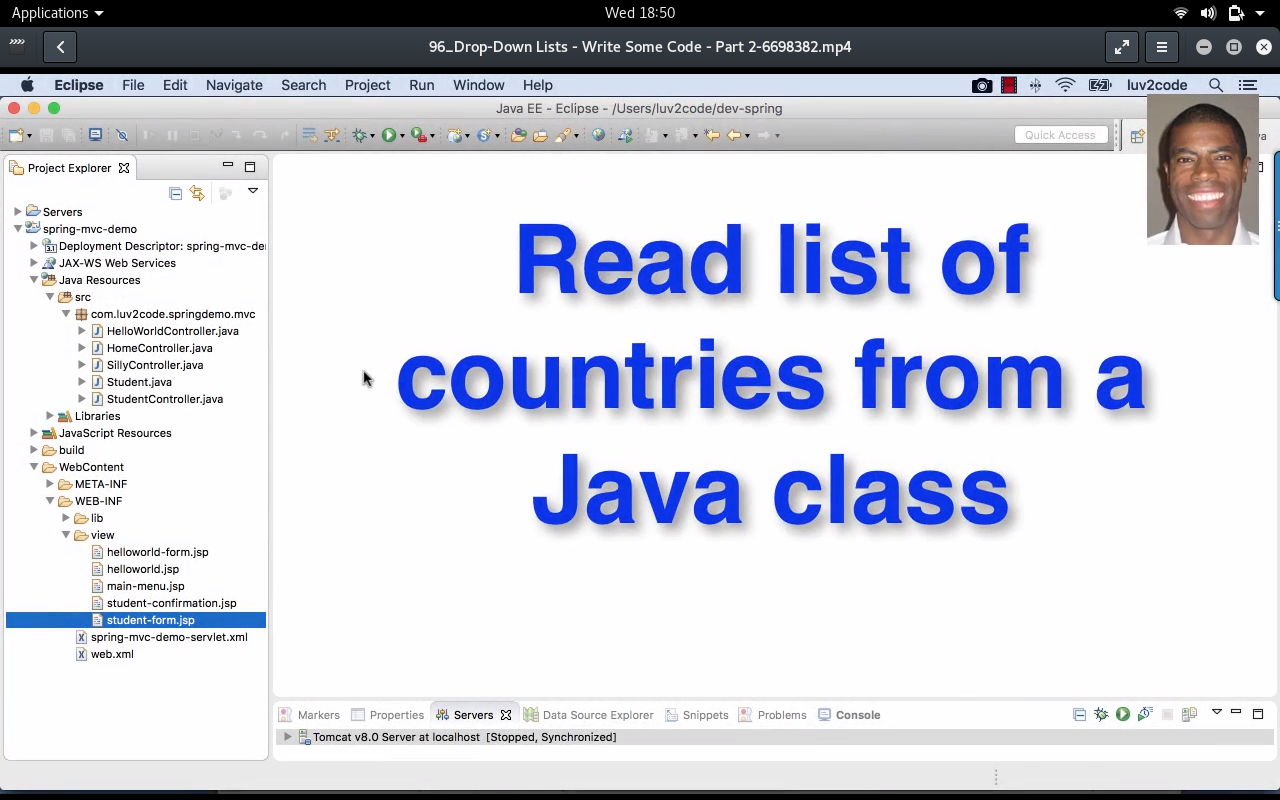 Applications
Wed 18:50
96_Drop-Down Lists - Write Some Code - Part 2-6698382.mp4
Eclipse File Edit Navigate Search Project Run Window Help
luv2code
Java EE - Eclipse - /Users/luv2code/dev-spring
Quick Access
Project Explorer
Servers
spring-mvc-demo
Deployment Descriptor: spring-mvc-de
JAX-WS Web Services
Java Resources
src
com.luv2code.springdemo.mvc
HelloWorldController.java
HomeController.java
SillyController.java
Student.java
StudentController.java
Libraries
JavaScript Resources
build
WebContent
META-INF
WEB-INF
lib
view
helloworld-form.jsp
helloworld.jsp
main-menu.jsp
student-confirmation.jsp
student-form.jsp
spring-mvc-demo-servlet.xml
web.xml
Read list of
countries from a
Java class
Markers Properties Servers Data Source Explorer Snippets Problems Console
Tomcat v8.0 Server at localhost [Stopped, Synchronized]